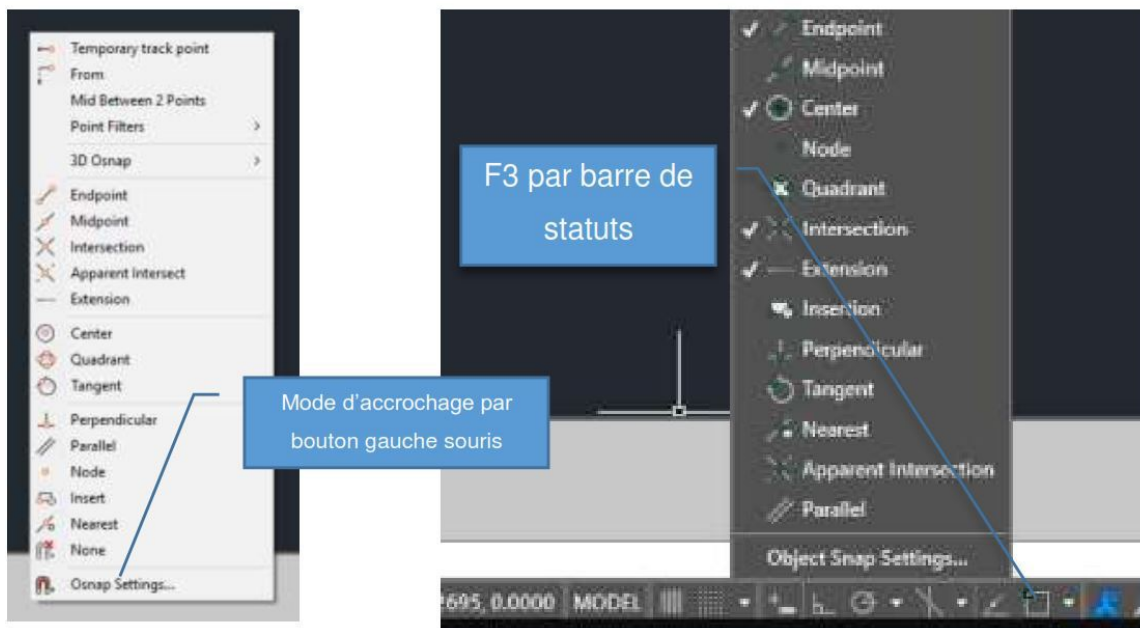 Temporary track point
From
Mid Between 2 Points
Point Filters
3D Osnap
Endpoint
Midpoint
Intersection
Apparent Intersect
Extension
Center
Quadrant
Tangent
Perpendicular
Parallel
Node
Insert
Nearest
None
Osnap Settings...
Mode d'accrochage par
bouton gauche souris
F3 par barre de
statuts
Endpoint
Midpoint
Center
Node
Quadrant
Intersection
Extension
Insertion
Perpendicular
Tangent
Nearest
Apparent Intersection
Parallel
Object Snap Settings...
2695, 0.0000 MODEL